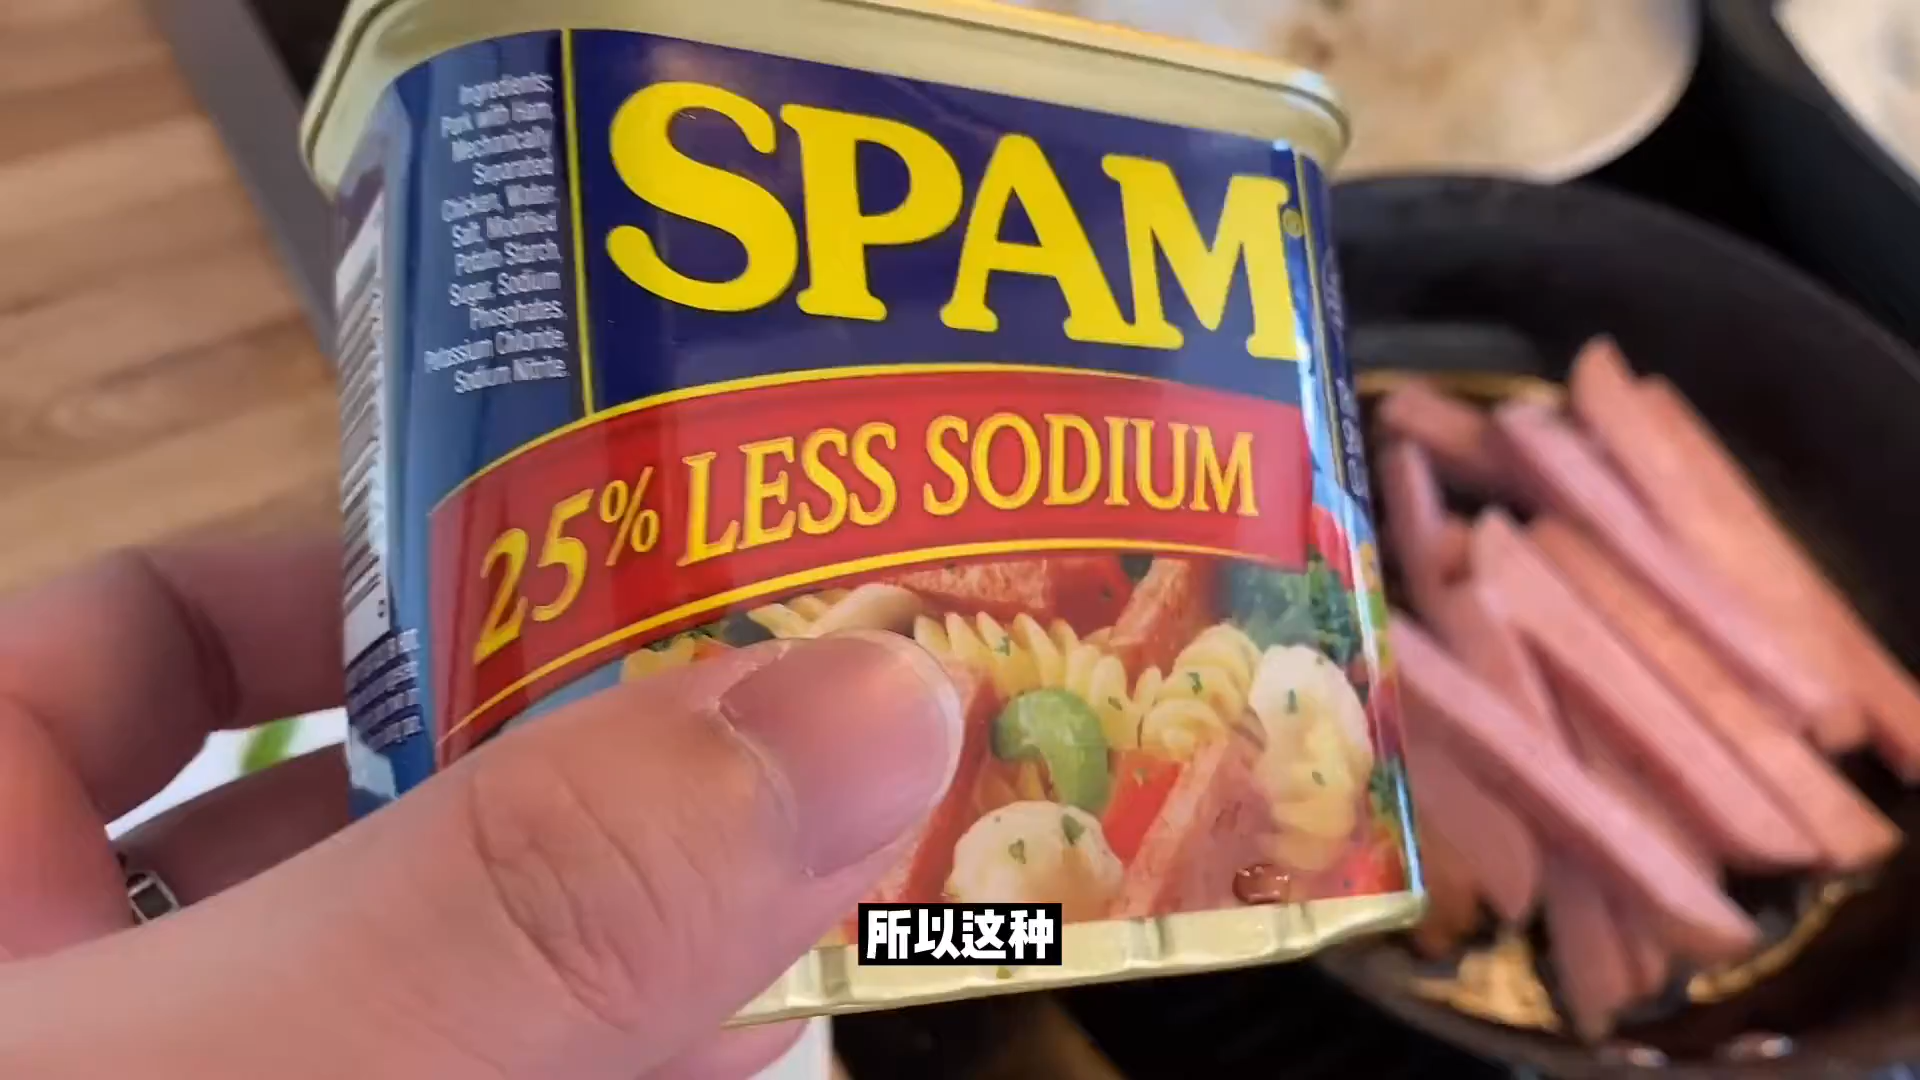 Ingredients:
Pork with Ham
Mechanically
Separated
Chicken, Water,
Salt, Modified
Potato Starch,
Sugar, Sodium
Phosphates,
Potassium Chloride,
Sodium Nitrite.
SPAM®
25% LESS SODIUM
所以这种